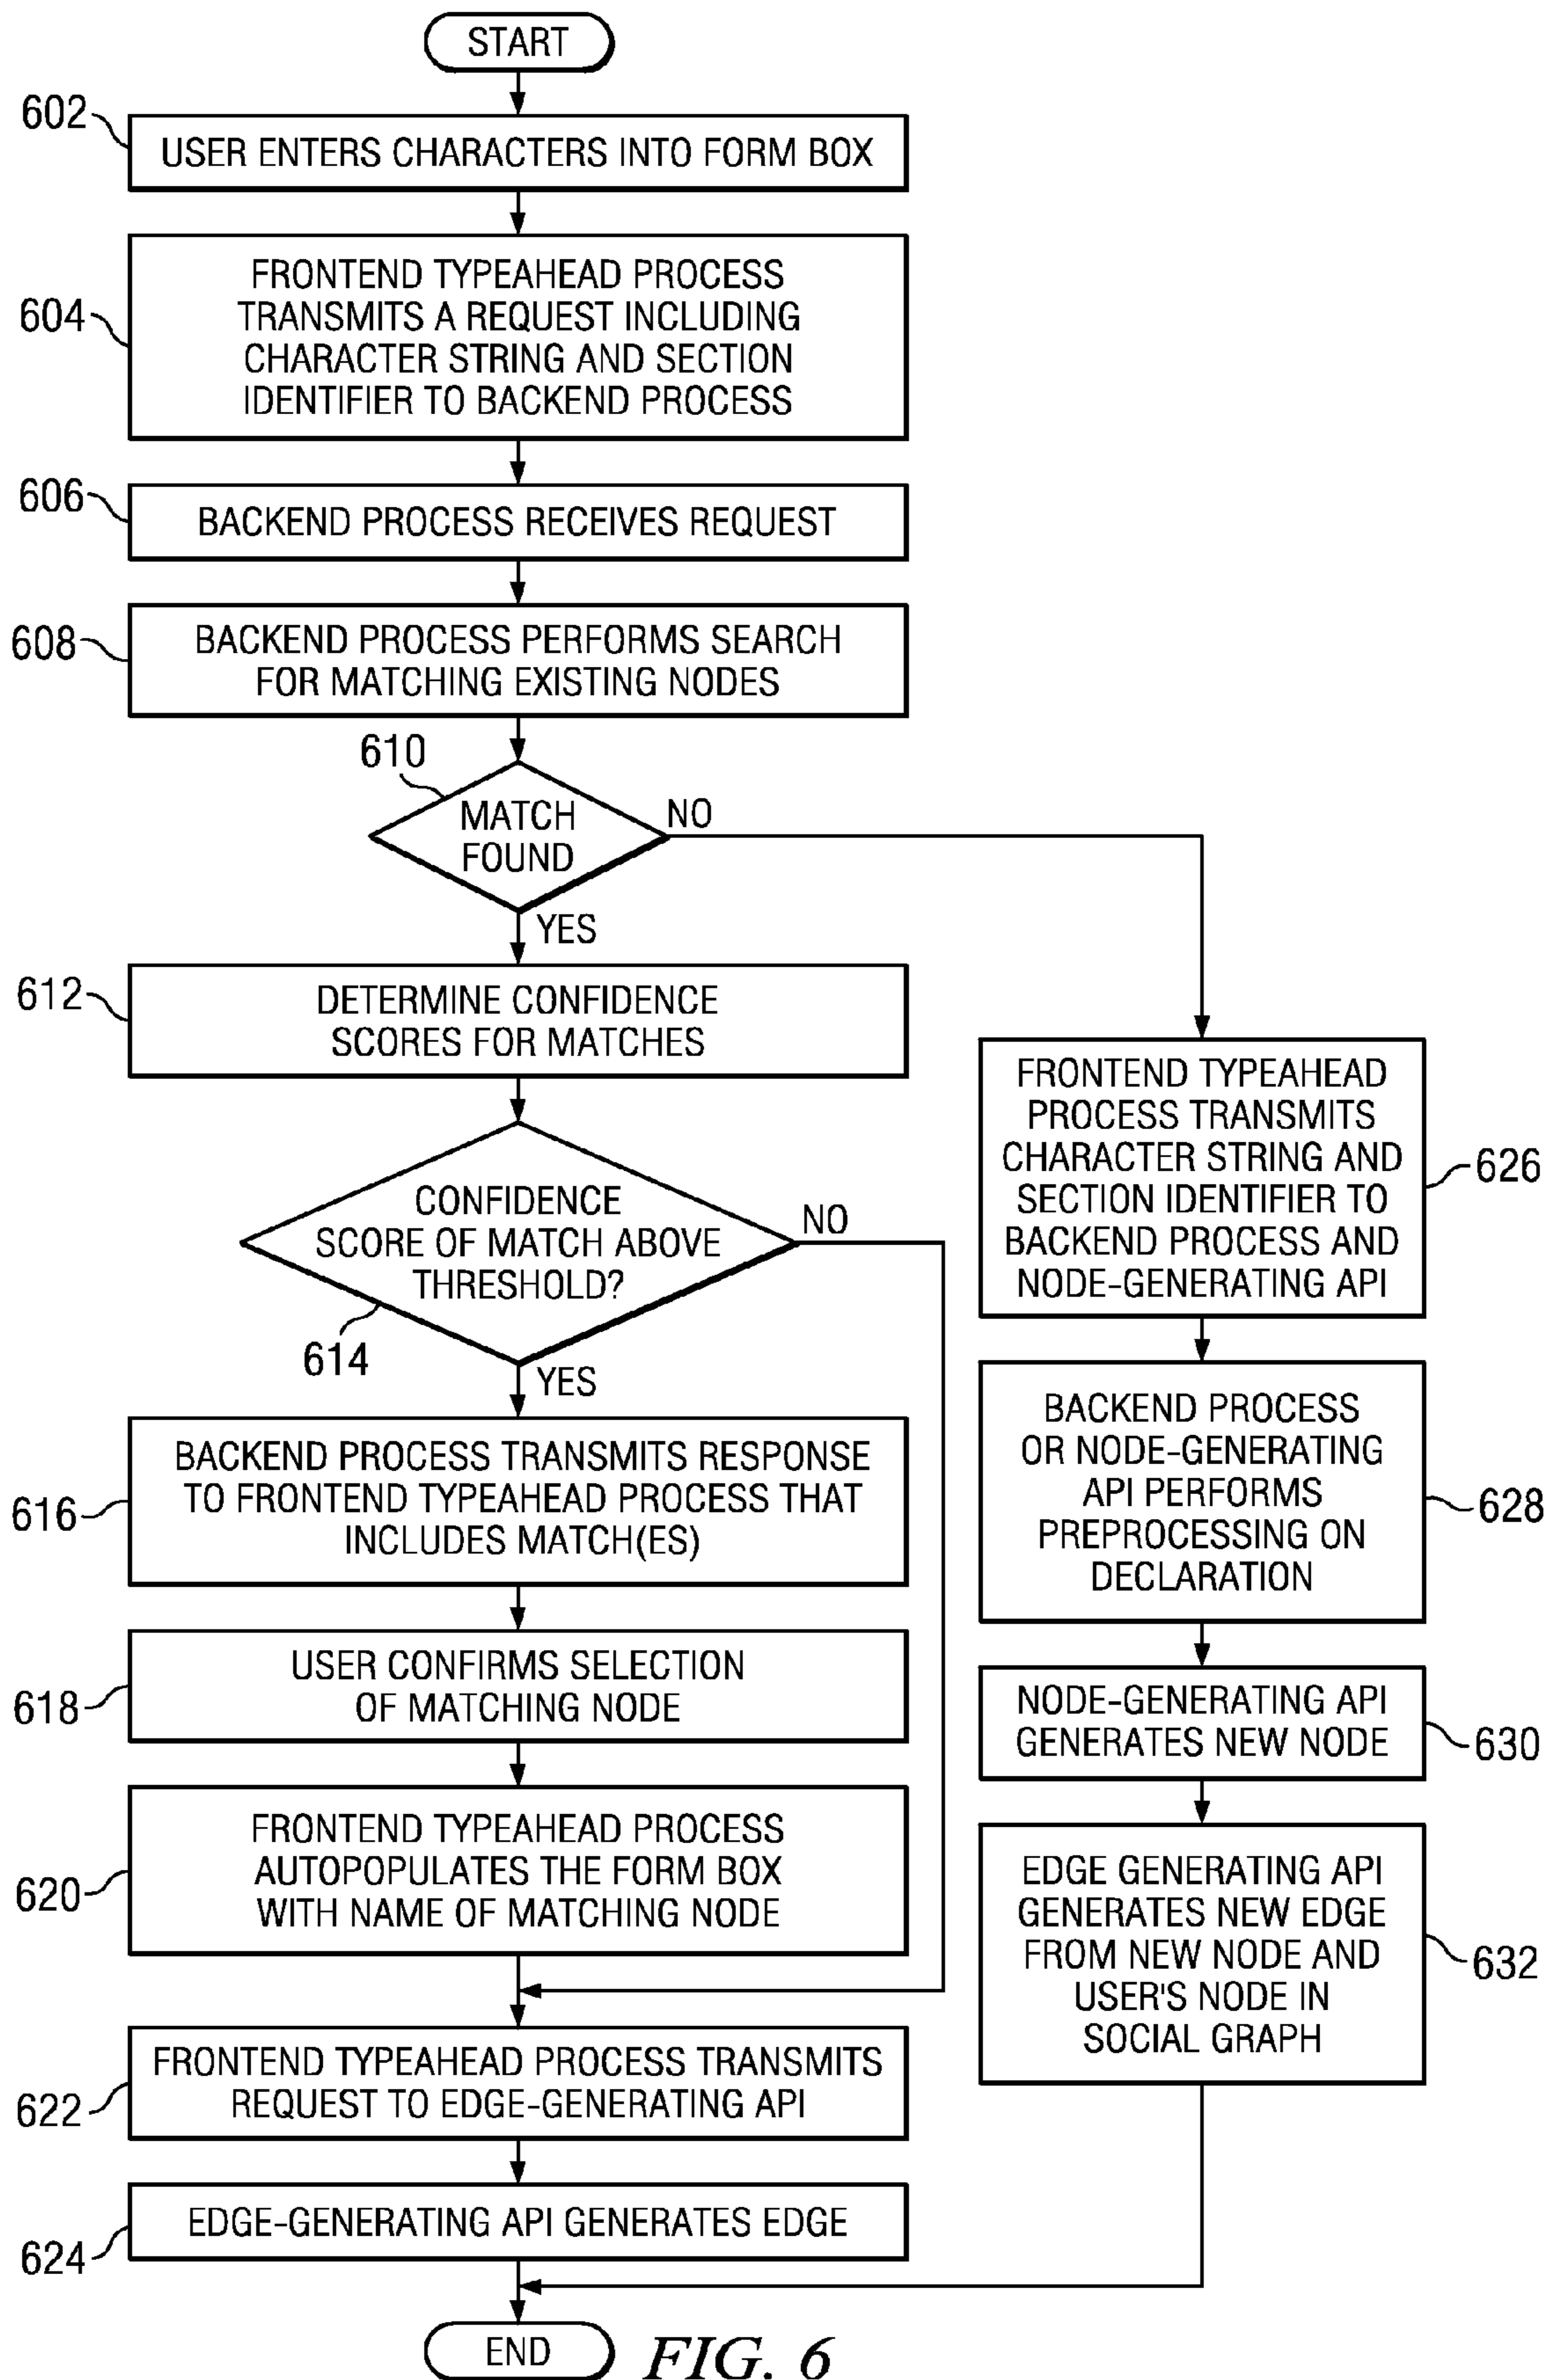 START
602
USER ENTERS CHARACTERS INTO FORM BOX
604
FRONTEND TYPEAHEAD PROCESS
TRANSMITS A REQUEST INCLUDING
CHARACTER STRING AND SECTION
IDENTIFIER TO BACKEND PROCESS
606
BACKEND PROCESS RECEIVES REQUEST
608
BACKEND PROCESS PERFORMS SEARCH
FOR MATCHING EXISTING NODES
610
MATCH
FOUND
NO
YES
612
DETERMINE CONFIDENCE
SCORES FOR MATCHES
CONFIDENCE
SCORE OF MATCH ABOVE
THRESHOLD?
NO
614
YES
616
BACKEND PROCESS TRANSMITS RESPONSE
TO FRONTEND TYPEAHEAD PROCESS THAT
INCLUDES MATCH(ES)
618
USER CONFIRMS SELECTION
OF MATCHING NODE
620
FRONTEND TYPEAHEAD PROCESS
AUTOPOPULATES THE FORM BOX
WITH NAME OF MATCHING NODE
622
FRONTEND TYPEAHEAD PROCESS TRANSMITS
REQUEST TO EDGE-GENERATING API
624
EDGE-GENERATING API GENERATES EDGE
FRONTEND TYPEAHEAD
PROCESS TRANSMITS
CHARACTER STRING AND
SECTION IDENTIFIER TO
BACKEND PROCESS AND
NODE-GENERATING API
626
BACKEND PROCESS
OR NODE-GENERATING
API PERFORMS
PREPROCESSING ON
DECLARATION
628
NODE-GENERATING API
GENERATES NEW NODE
630
EDGE GENERATING API
GENERATES NEW EDGE
FROM NEW NODE AND
USER'S NODE IN
SOCIAL GRAPH
632
END
FIG. 6